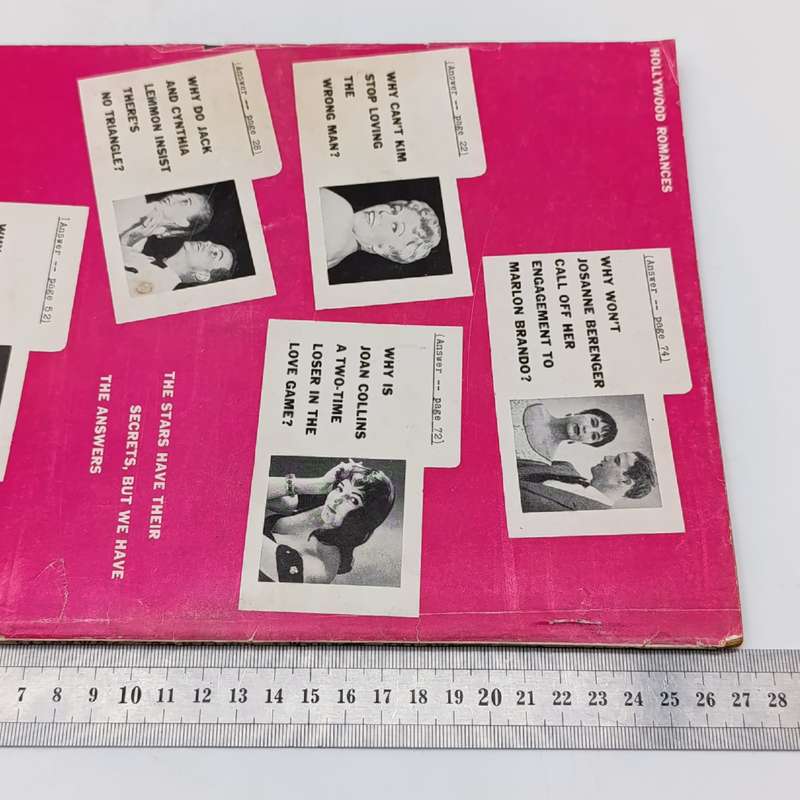 HOLLYWOOD ROMANCES
(Answer -- page 74)
WHY WON'T
JOSANNE BERENGER
CALL OFF HER
ENGAGEMENT TO
MARLON BRANDO?
(Answer -- page 22)
WHY CAN'T KIM
STOP LOVING
THE
WRONG MAN?
(Answer -- page 72)
WHY IS
JOAN COLLINS
A TWO-TIME
LOSER IN THE
LOVE GAME?
(Answer -- page 28)
WHY DO JACK
AND CYNTHIA
LEMMON INSIST
THERE'S
NO TRIANGLE?
THE STARS HAVE THEIR
SECRETS, BUT WE HAVE
THE ANSWERS
(Answer -- page 52)
7 8 9 10 11 12 13 14 15 16 17 18 19 20 21 22 23 24 25 26 27 28